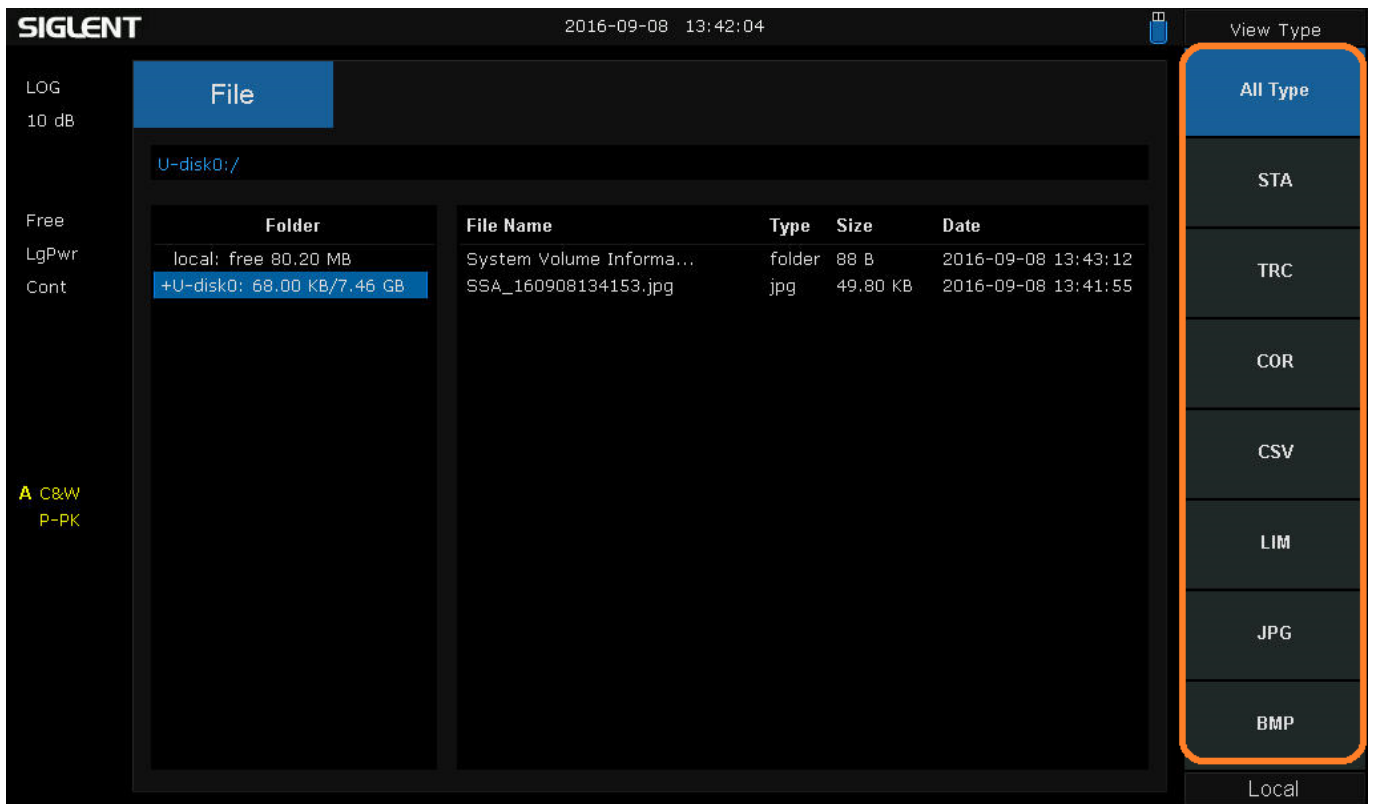 SIGLENT
2016-09-08 13:42:04
View Type
LOG
10 dB
Free
LgPwr
Cont
A C&W
P-PK
File
U-disk0:/
Folder
local: free 80.20 MB
+U-disk0: 68.00 KB/7.46 GB
File Name Type Size Date
System Volume Informa... folder 88 B 2016-09-08 13:43:12
SSA_160908134153.jpg jpg 49.80 KB 2016-09-08 13:41:55
All Type
STA
TRC
COR
CSV
LIM
JPG
BMP
Local